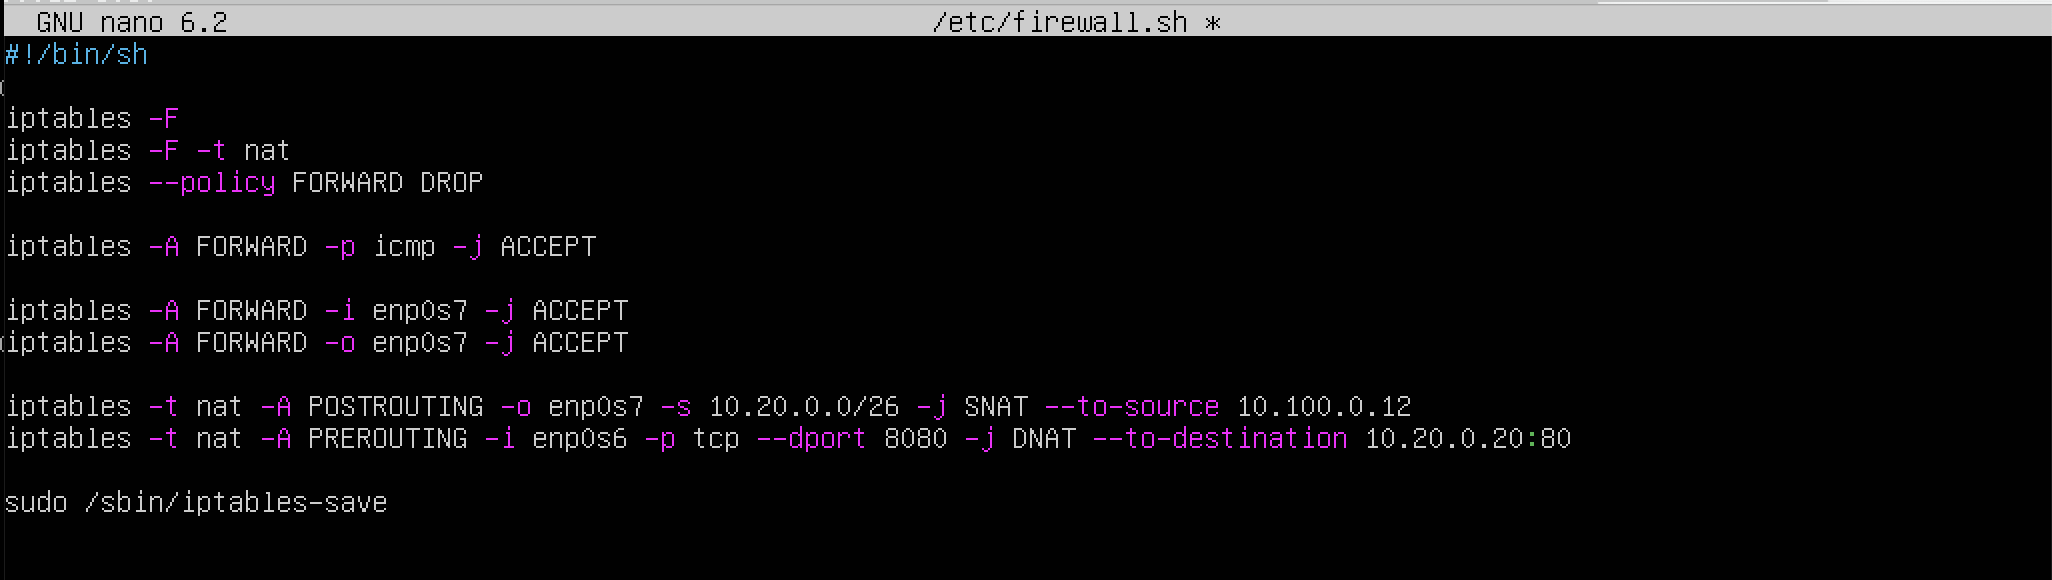 GNU nano 6.2 /etc/firewall.sh *
#!/bin/sh
iptables -F
iptables -F -t nat
iptables --policy FORWARD DROP
iptables -A FORWARD -p icmp -j ACCEPT
iptables -A FORWARD -i enp0s7 -j ACCEPT
iptables -A FORWARD -o enp0s7 -j ACCEPT
iptables -t nat -A POSTROUTING -o enp0s7 -s 10.20.0.0/26 -j SNAT --to-source 10.100.0.12
iptables -t nat -A PREROUTING -i enp0s6 -p tcp --dport 8080 -j DNAT --to-destination 10.20.0.20:80
sudo /sbin/iptables-save